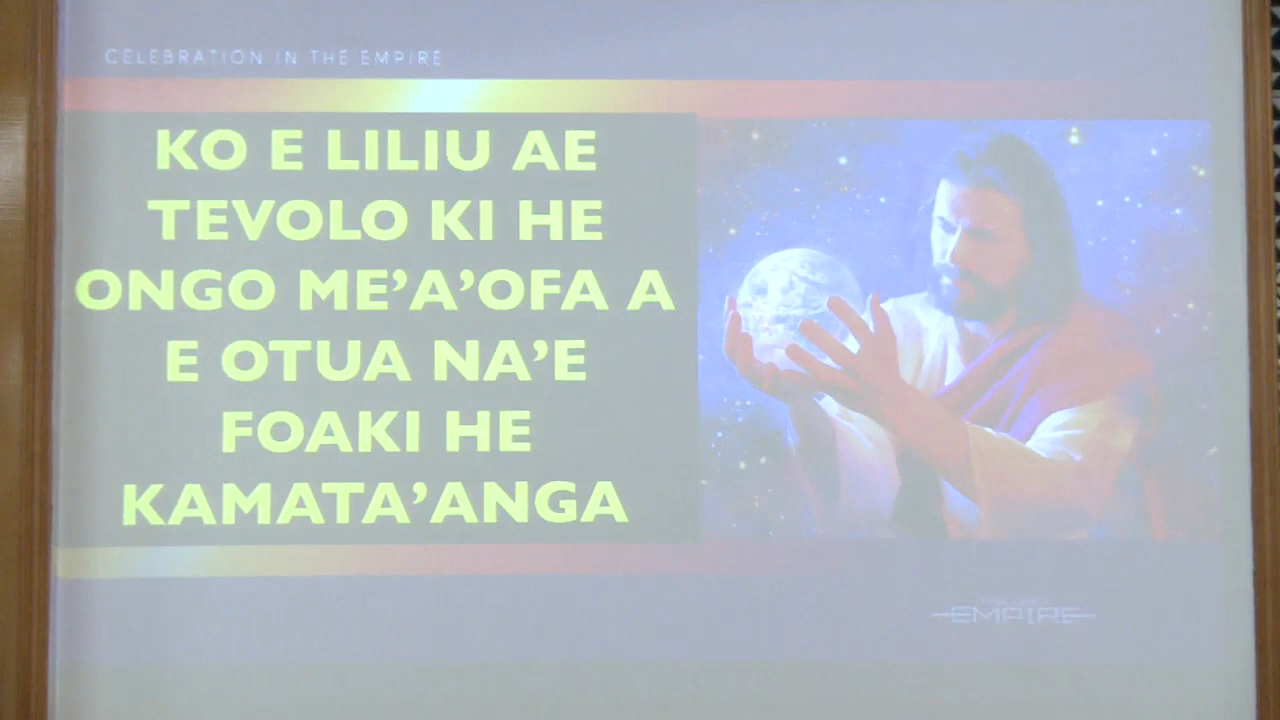 CELEBRATION IN THE EMPIRE
KO E LILIU AE
TEVOLO KI HE
ONGO ME’A’OFA A
E OTUA NA’E
FOAKI HE
KAMATA’ANGA
EMPIRE